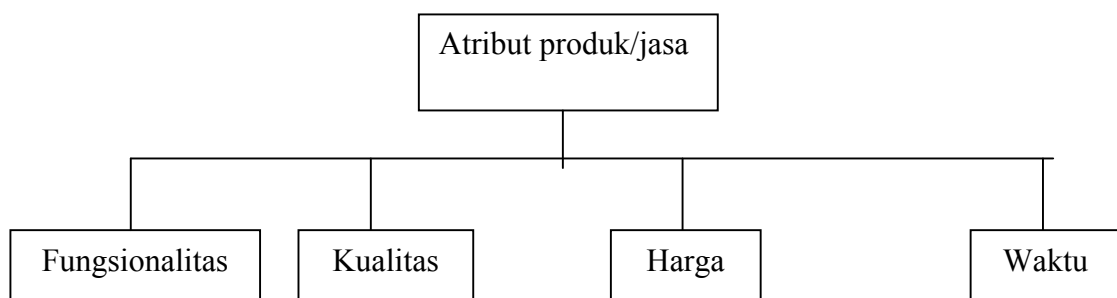 Atribut produk/jasa
Fungsionalitas
Kualitas
Harga
Waktu